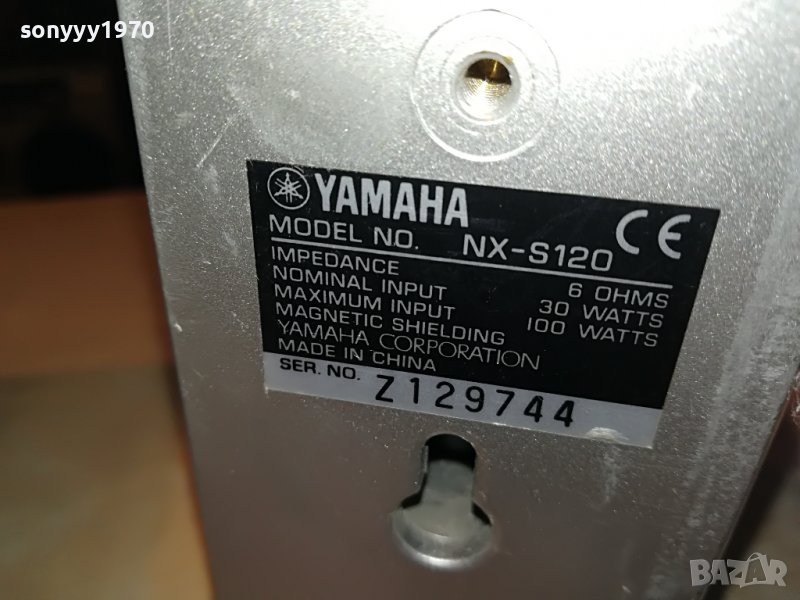 sonyyy1970
YAMAHA
MODEL NO. NX-S120
IMPEDANCE 6 OHMS
NOMINAL INPUT 30 WATTS
MAXIMUM INPUT 100 WATTS
MAGNETIC SHIELDING
YAMAHA CORPORATION
MADE IN CHINA
SER. NO. Z129744
CE
BAZAR